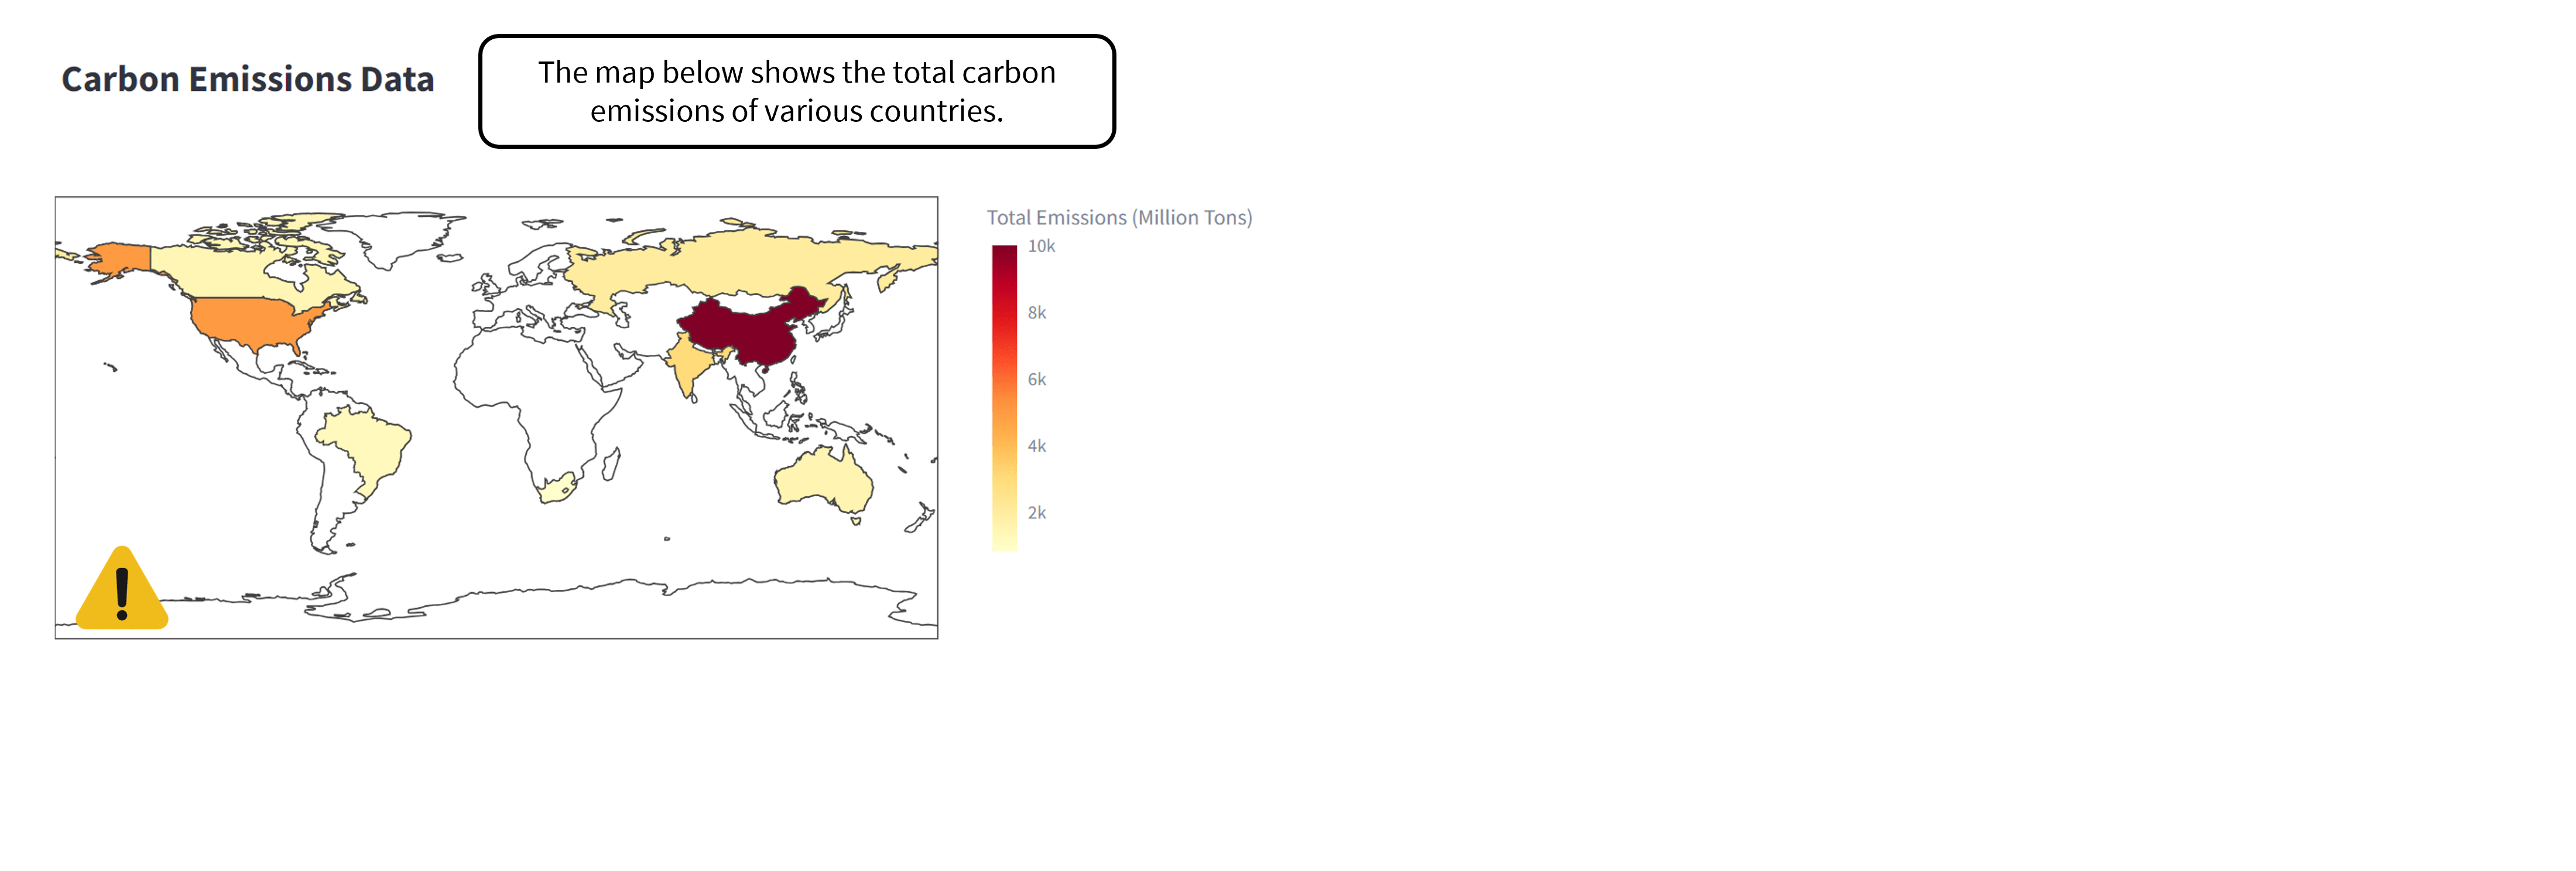 Carbon Emissions Data
The map below shows the total carbon
emissions of various countries.
Total Emissions (Million Tons)
10k
8k
6k
4k
2k